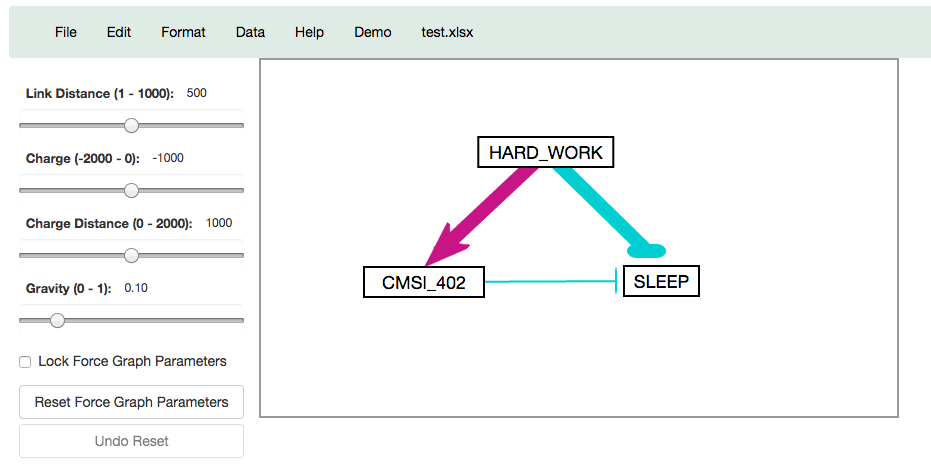 File Edit Format Data Help Demo test.xlsx
Link Distance (1 - 1000): 500
Charge (-2000 - 0): -1000
Charge Distance (0 - 2000): 1000
Gravity (0 - 1): 0.10
Lock Force Graph Parameters
Reset Force Graph Parameters
Undo Reset
HARD_WORK
CMSI_402
SLEEP